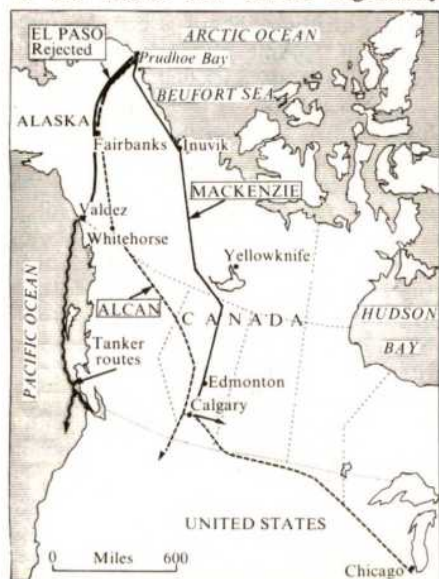 EL PASO
Rejected
ARCTIC OCEAN
Prudhoe Bay
BEUFORT SEA
ALASKA
Fairbanks
Inuvik
MACKENZIE
Valdez
Whitehorse
Yellowknife
ALCAN
CANADA
HUDSON
BAY
PACIFIC OCEAN
Tanker
routes
Edmonton
Calgary
UNITED STATES
0 Miles 600
Chicago